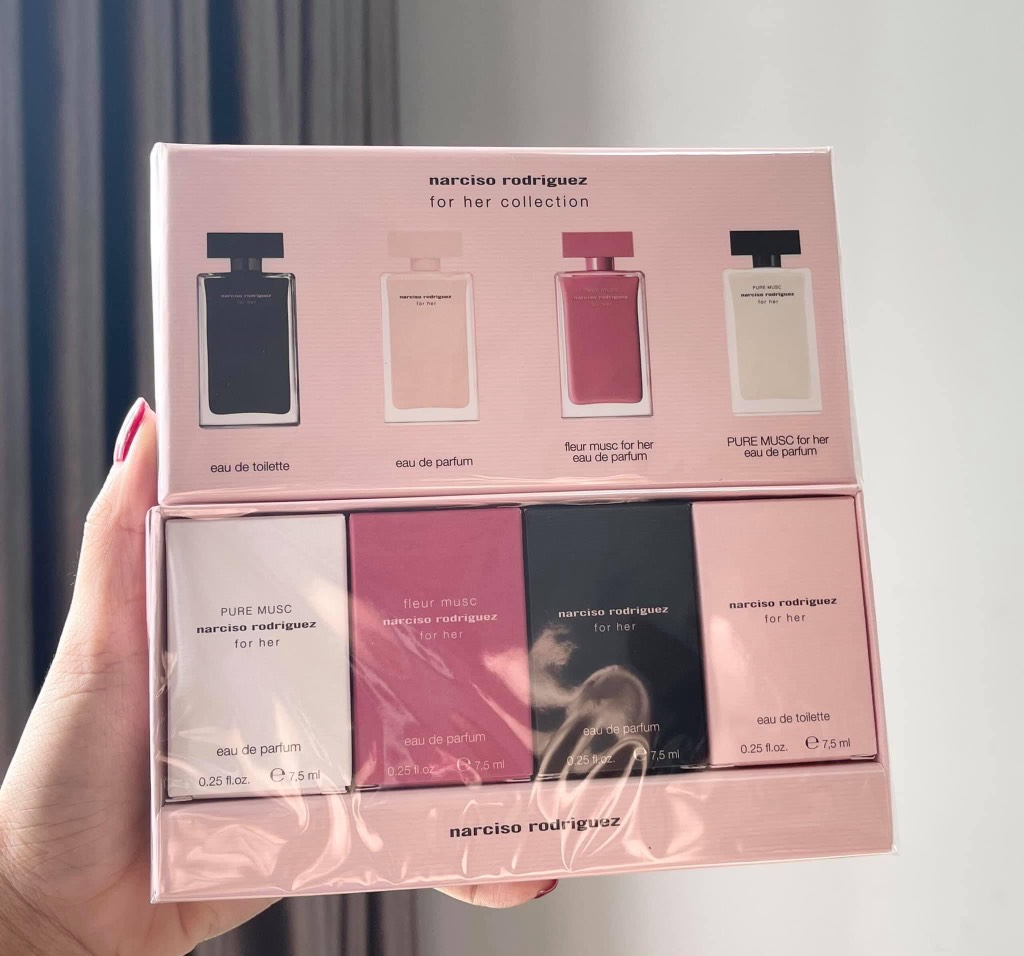 narciso rodriguez
for her collection
narciso rodriguez
for her
narciso rodriguez
for her
fleur musc
narciso rodriguez
for her
PURE MUSC
narciso rodriguez
for her
eau de toilette
eau de parfum
fleur musc for her
eau de parfum
PURE MUSC for her
eau de parfum
PURE MUSC
narciso rodriguez
for her
eau de parfum
0.25 fl.oz. e 7,5 ml
fleur musc
narciso rodriguez
for her
eau de parfum
0.25 fl.oz. e 7,5 ml
narciso rodriguez
for her
eau de parfum
0.25 fl.oz. e 7,5 ml
narciso rodriguez
for her
eau de toilette
0.25 fl.oz. e 7,5 ml
narciso rodriguez